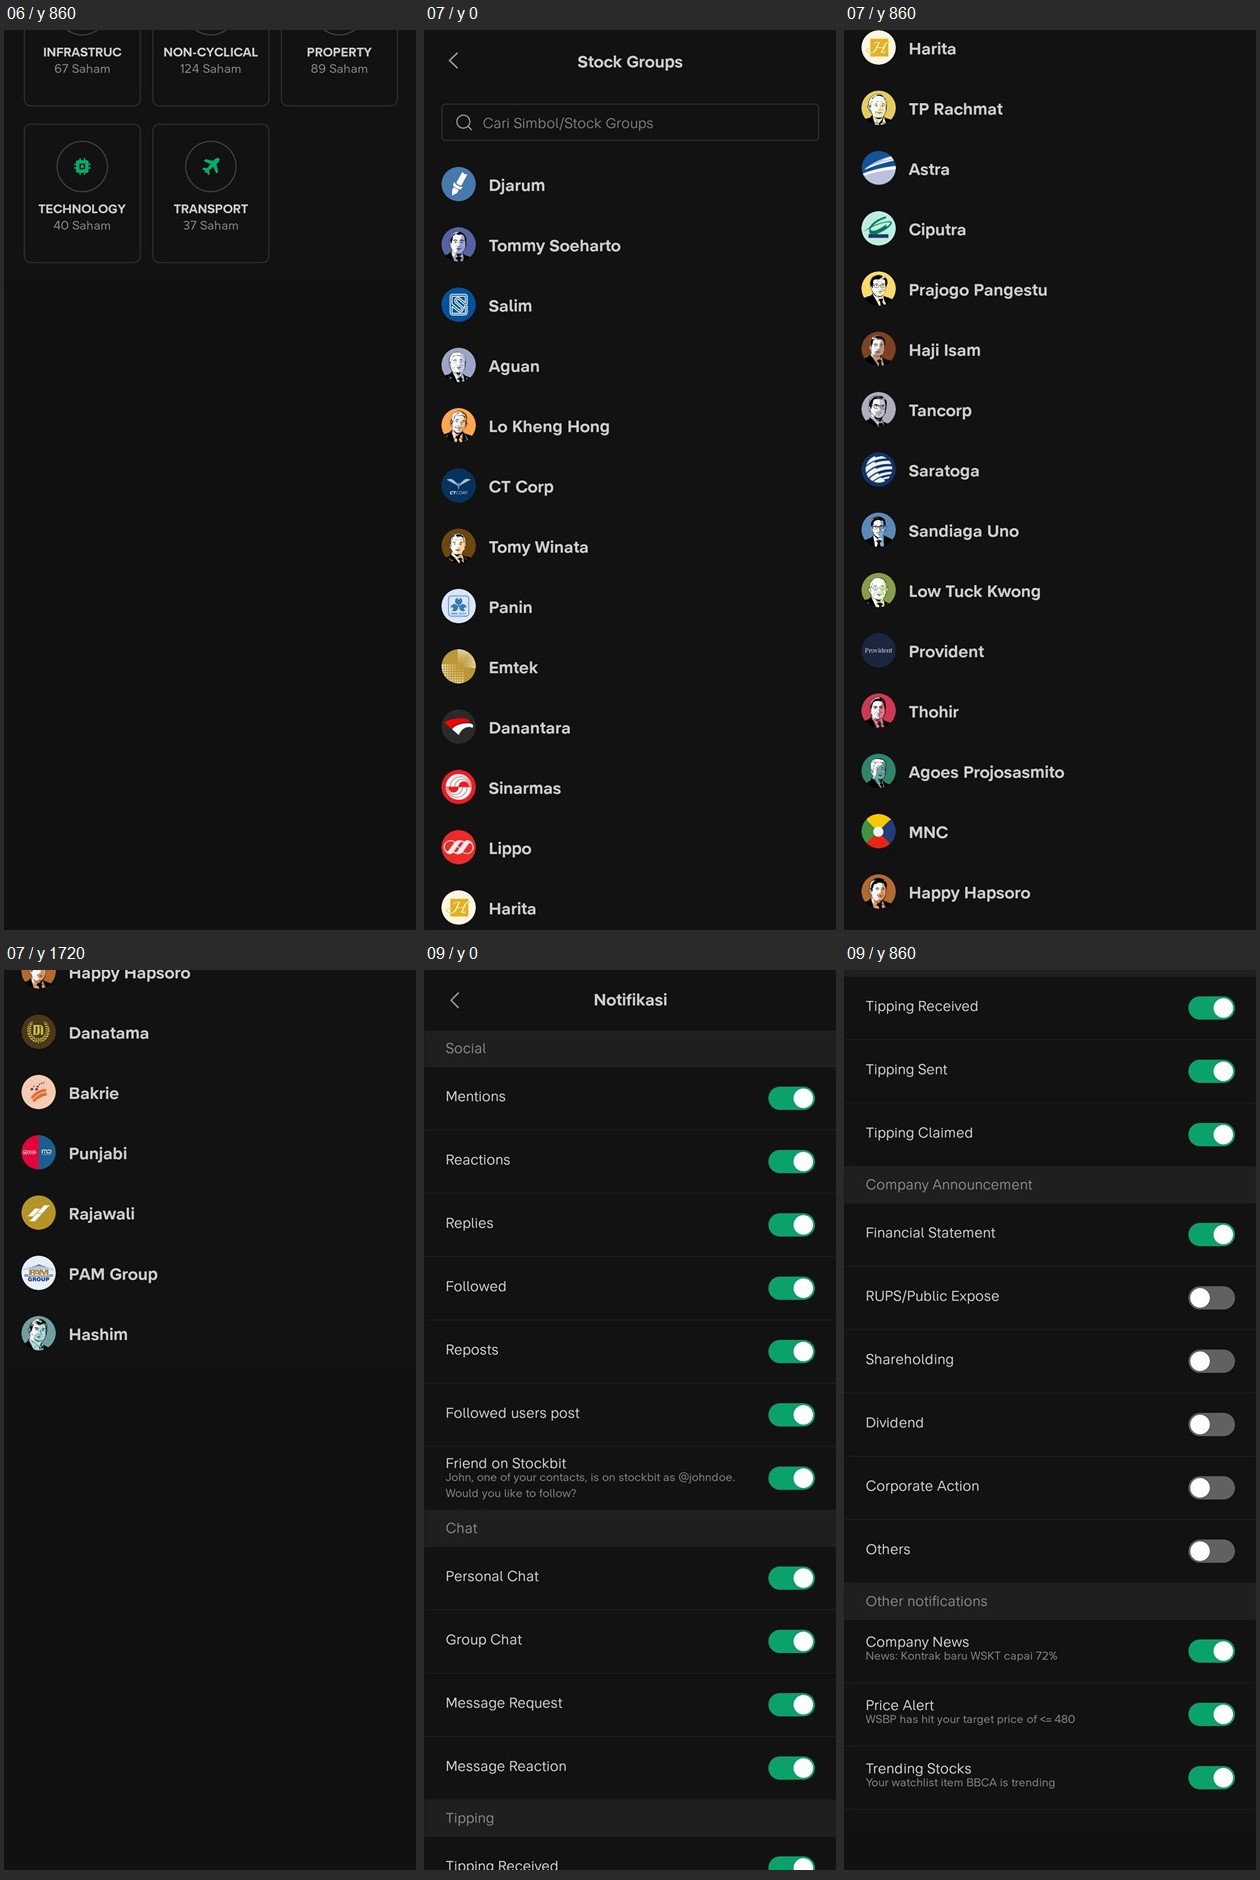 06 / y 860
INFRASTRUC
67 Saham
NON-CYCLICAL
124 Saham
PROPERTY
89 Saham
TECHNOLOGY
40 Saham
TRANSPORT
37 Saham
07 / y 0
Stock Groups
Cari Simbol/Stock Groups
Djarum
Tommy Soeharto
Salim
Aguan
Lo Kheng Hong
CTCORP
CT Corp
Tomy Winata
Panin
Emtek
Danantara
Sinarmas
Lippo
H
Harita
07 / y 860
H
Harita
TP Rachmat
Astra
Ciputra
Prajogo Pangestu
Haji Isam
Tancorp
Saratoga
Sandiaga Uno
Low Tuck Kwong
Provident
Provident
Thohir
Agoes Projosasmito
MNC
Happy Hapsoro
07 / y 1720
Happy Hapsoro
Danatama
Bakrie
Punjabi
Rajawali
PAM
GROUP
PAM Group
Hashim
09 / y 0
Notifikasi
Social
Mentions
Reactions
Replies
Followed
Reposts
Followed users post
Friend on Stockbit
John, one of your contacts, is on stockbit as @johndoe.
Would you like to follow?
Chat
Personal Chat
Group Chat
Message Request
Message Reaction
Tipping
Tipping Received
09 / y 860
Tipping Received
Tipping Sent
Tipping Claimed
Company Announcement
Financial Statement
RUPS/Public Expose
Shareholding
Dividend
Corporate Action
Others
Other notifications
Company News
News: Kontrak baru WSKT capai 72%
Price Alert
WSBP has hit your target price of <= 480
Trending Stocks
Your watchlist item BBCA is trending